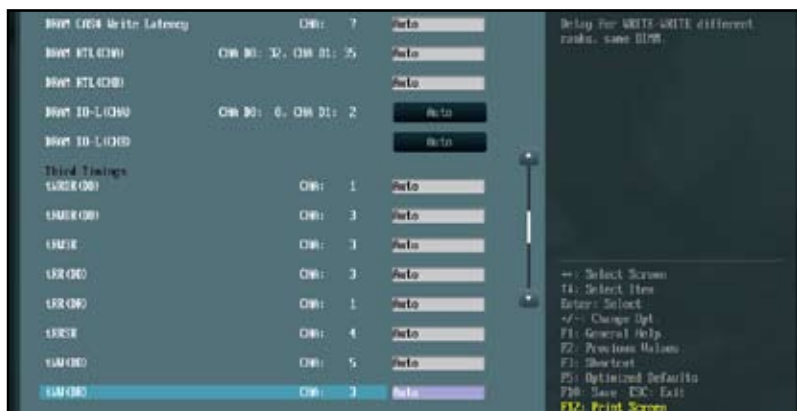 DRAM CAS# Write Latency CHA: 7 Auto
DRAM RTL(CHA) CHA D0: 32, CHA D1: 35 Auto
DRAM RTL(CHB) Auto
DRAM IO-L(CHA) CHA D0: 0, CHA D1: 2 Auto
DRAM IO-L(CHB) Auto
Third Timings
tWRDR(DD) CHA: 1 Auto
CHA: 3 Auto
CHA: 3 Auto
tRR(DD) CHA: 3 Auto
tRR(DR) CHA: 1 Auto
tRRSR CHA: 4 Auto
tWW(DD) CHA: 5 Auto
tWW(DR) CHA: 3 Auto
Delay for WRITE-WRITE different
ranks, same DIMM.
Select Screen
Select Item
Enter: Select
+/-: Change Opt
F1: General Help
F2: Previous Values
F3: Shortcut
F5: Optimized Defaults
F10: Save ESC: Exit
F12: Print Screen